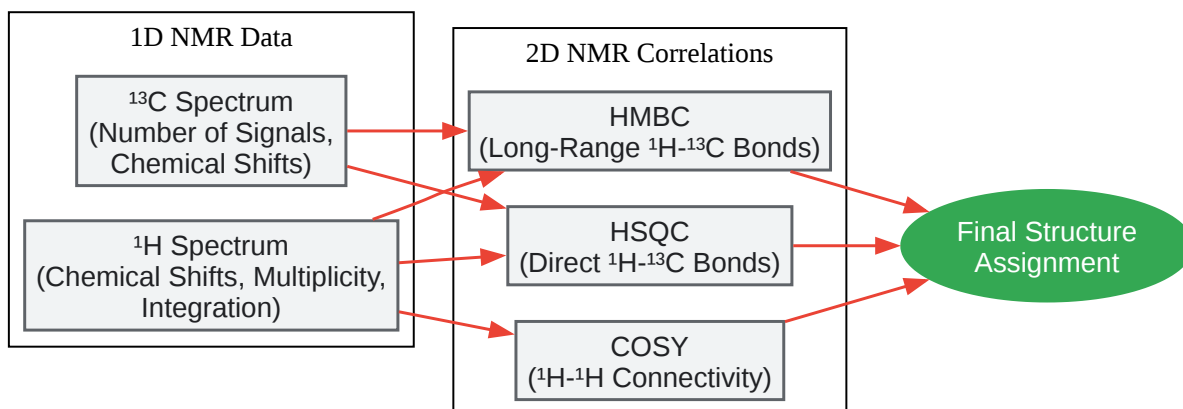 1D NMR Data
¹³C Spectrum
(Number of Signals,
Chemical Shifts)
¹H Spectrum
(Chemical Shifts, Multiplicity,
Integration)
2D NMR Correlations
HMBC
(Long-Range ¹H-¹³C Bonds)
HSQC
(Direct ¹H-¹³C Bonds)
COSY
(¹H-¹H Connectivity)
Final Structure
Assignment